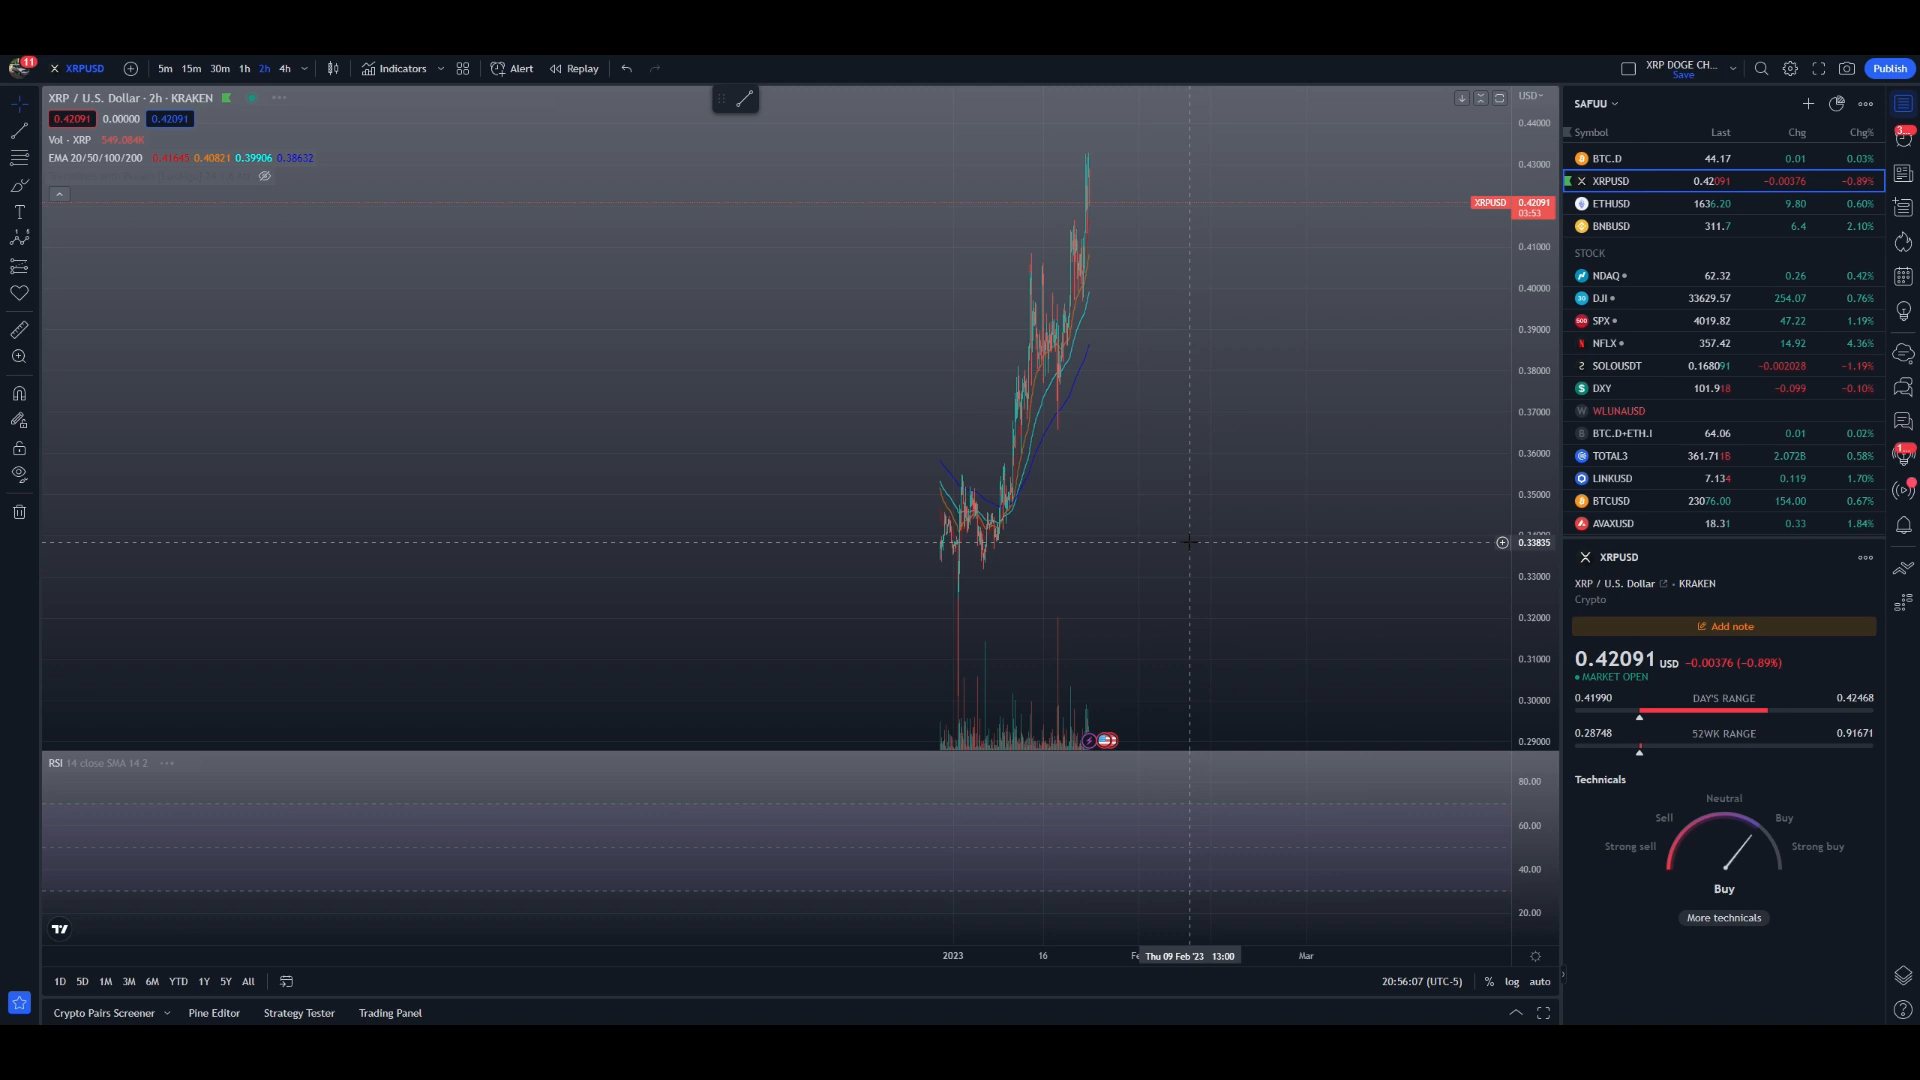 11 XRPUSD 5m 15m 30m 1h 2h 4h Indicators Alert Replay XRP DOGE CH... Save Publish
XRP / U.S. Dollar · 2h · KRAKEN
0.42091 0.00000 0.42091
Vol · XRP 549.084K
EMA 20/50/100/200 0.41645 0.40821 0.39906 0.38632
USD
0.44000
0.43000
XRPUSD 0.42091
03:53
0.41000
0.40000
0.39000
0.38000
0.37000
0.36000
0.35000
0.33835
0.33000
0.32000
0.31000
0.30000
0.29000
RSI 14 close SMA 14 2
80.00
60.00
40.00
20.00
2023 16 Thu 09 Feb '23 13:00 Mar
1D 5D 1M 3M 6M YTD 1Y 5Y All 20:56:07 (UTC-5) % log auto
Crypto Pairs Screener Pine Editor Strategy Tester Trading Panel
SAFUU
Symbol Last Chg Chg%
BTC.D 44.17 0.01 0.03%
XRPUSD 0.42091 −0.00376 −0.89%
ETHUSD 1636.20 9.80 0.60%
BNBUSD 311.7 6.4 2.10%
STOCK
NDAQ 62.32 0.26 0.42%
DJI 33629.57 254.07 0.76%
SPX 4019.82 47.22 1.19%
NFLX 357.42 14.92 4.36%
SOLOUSDT 0.168091 −0.002028 −1.19%
DXY 101.918 −0.099 −0.10%
WLUNAUSD
BTC.D+ETH.I 64.06 0.01 0.02%
TOTAL3 361.711B 2.072B 0.58%
LINKUSD 7.134 0.119 1.70%
BTCUSD 23076.00 154.00 0.67%
AVAXUSD 18.31 0.33 1.84%
XRPUSD
XRP / U.S. Dollar · KRAKEN
Crypto
Add note
0.42091 USD −0.00376 (−0.89%)
MARKET OPEN
0.41990 DAY'S RANGE 0.42468
0.28748 52WK RANGE 0.91671
Technicals
Neutral
Sell Buy
Strong sell Strong buy
Buy
More technicals